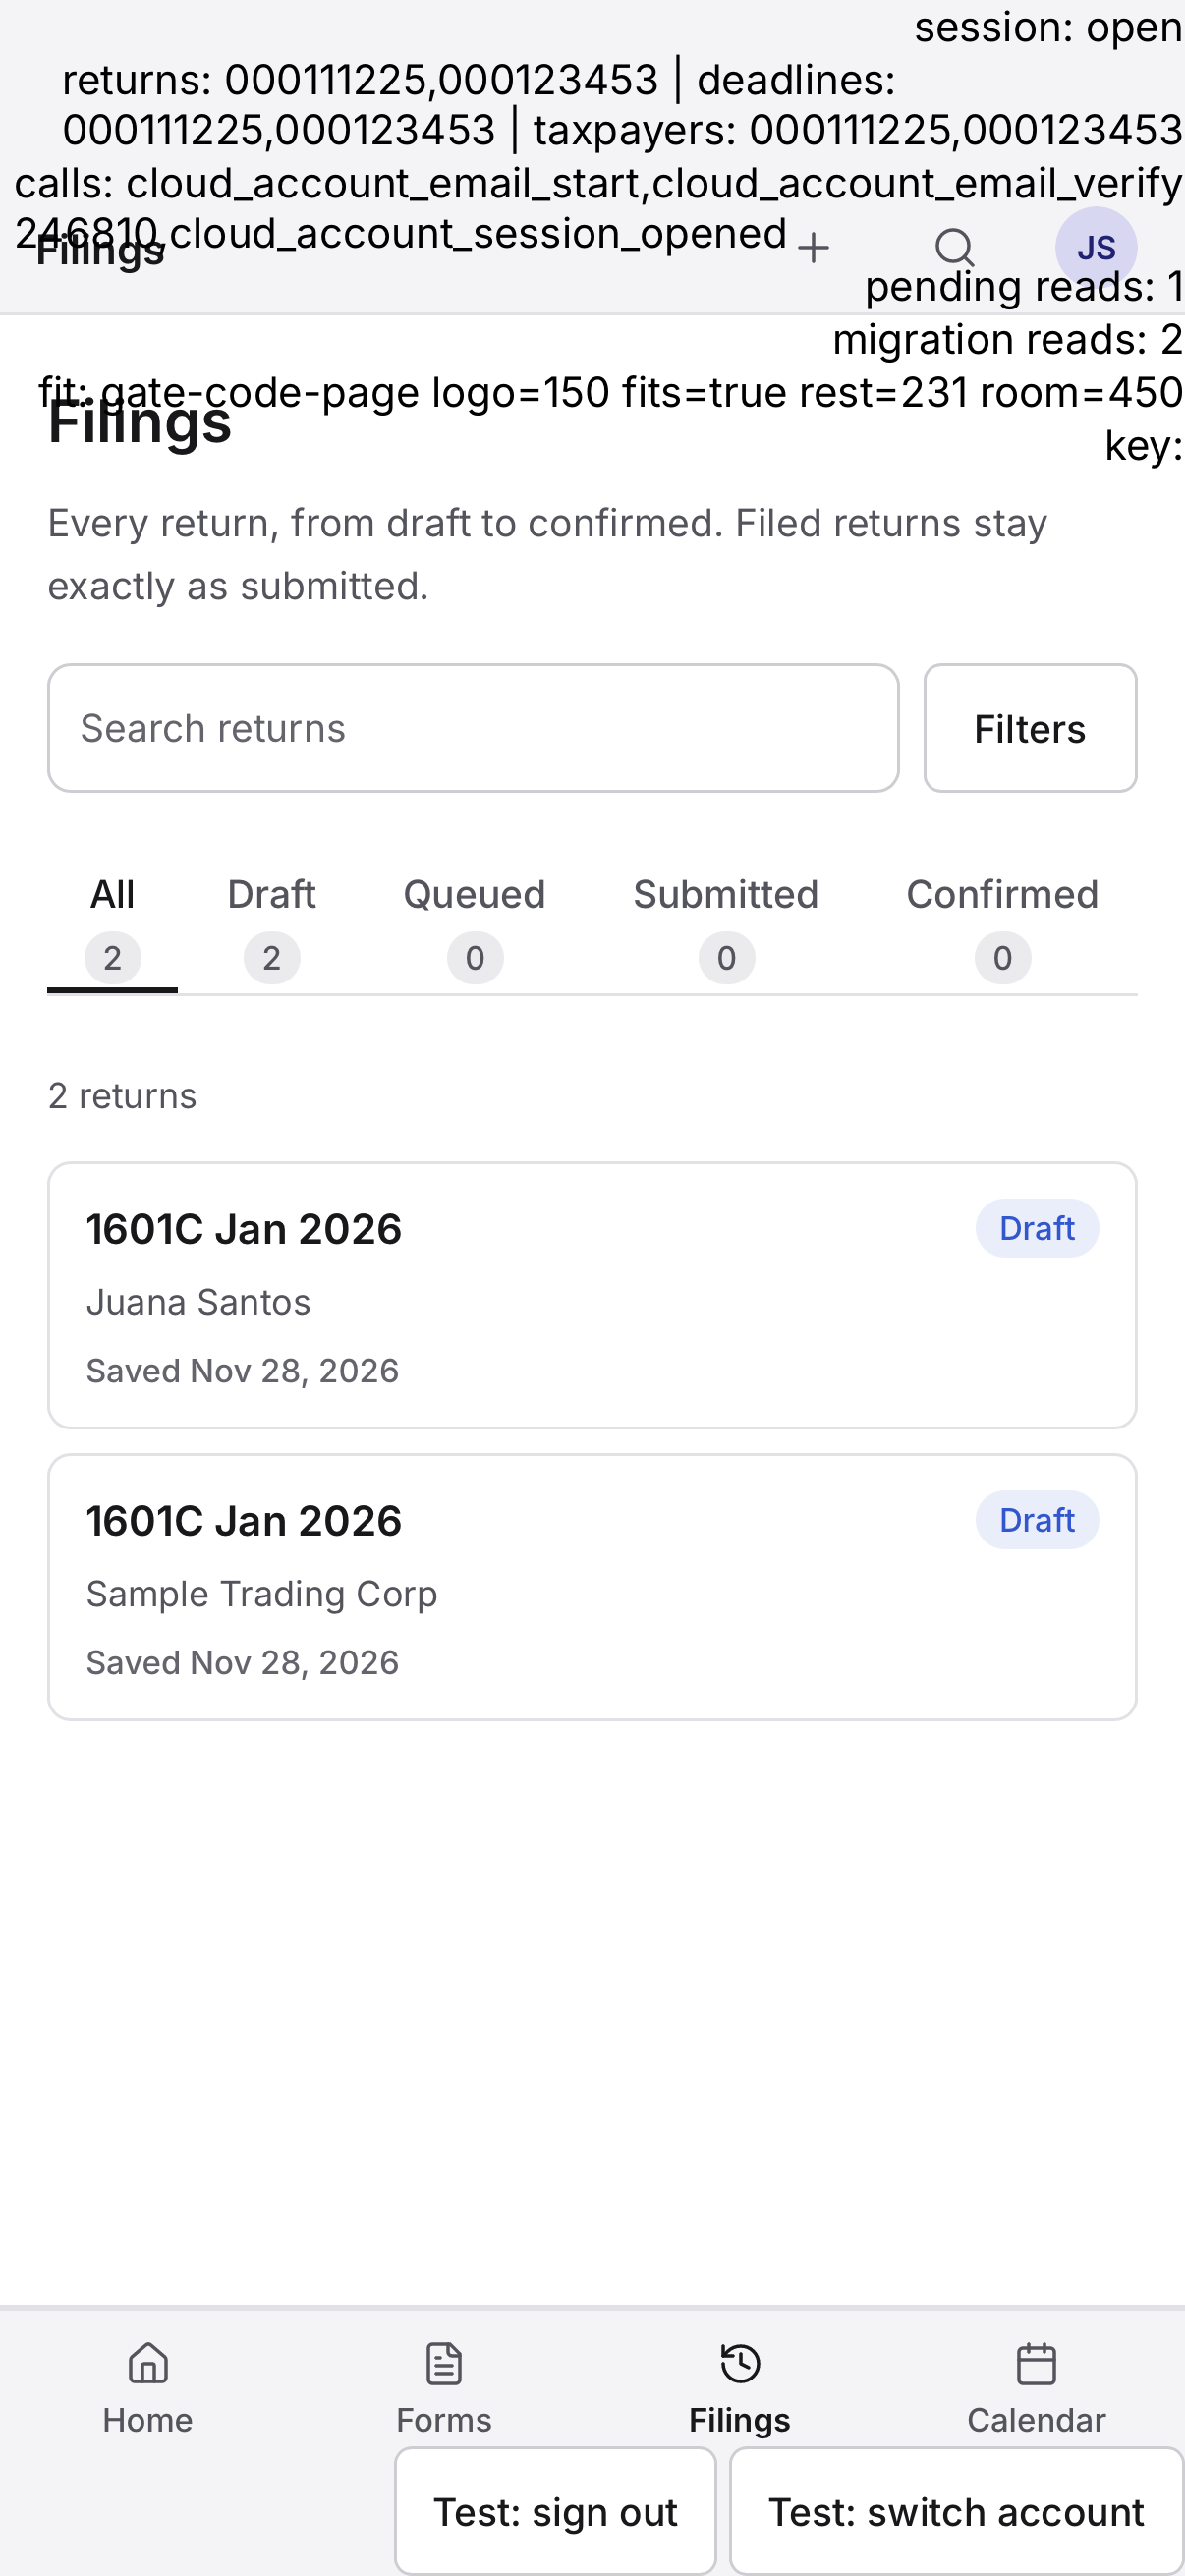 session: open
returns: 000111225,000123453 | deadlines:
000111225,000123453 | taxpayers: 000111225,000123453
calls: cloud_account_email_start,cloud_account_email_verify
246810,cloud_account_session_opened
Filings
JS
pending reads: 1
migration reads: 2
fit: gate-code-page logo=150 fits=true rest=231 room=450
Filings
key:
Every return, from draft to confirmed. Filed returns stay
exactly as submitted.
Search returns
Filters
All Draft Queued Submitted Confirmed
2 2 0 0 0
2 returns
1601C Jan 2026 Draft
Juana Santos
Saved Nov 28, 2026
1601C Jan 2026 Draft
Sample Trading Corp
Saved Nov 28, 2026
Home Forms Filings Calendar
Test: sign out Test: switch account